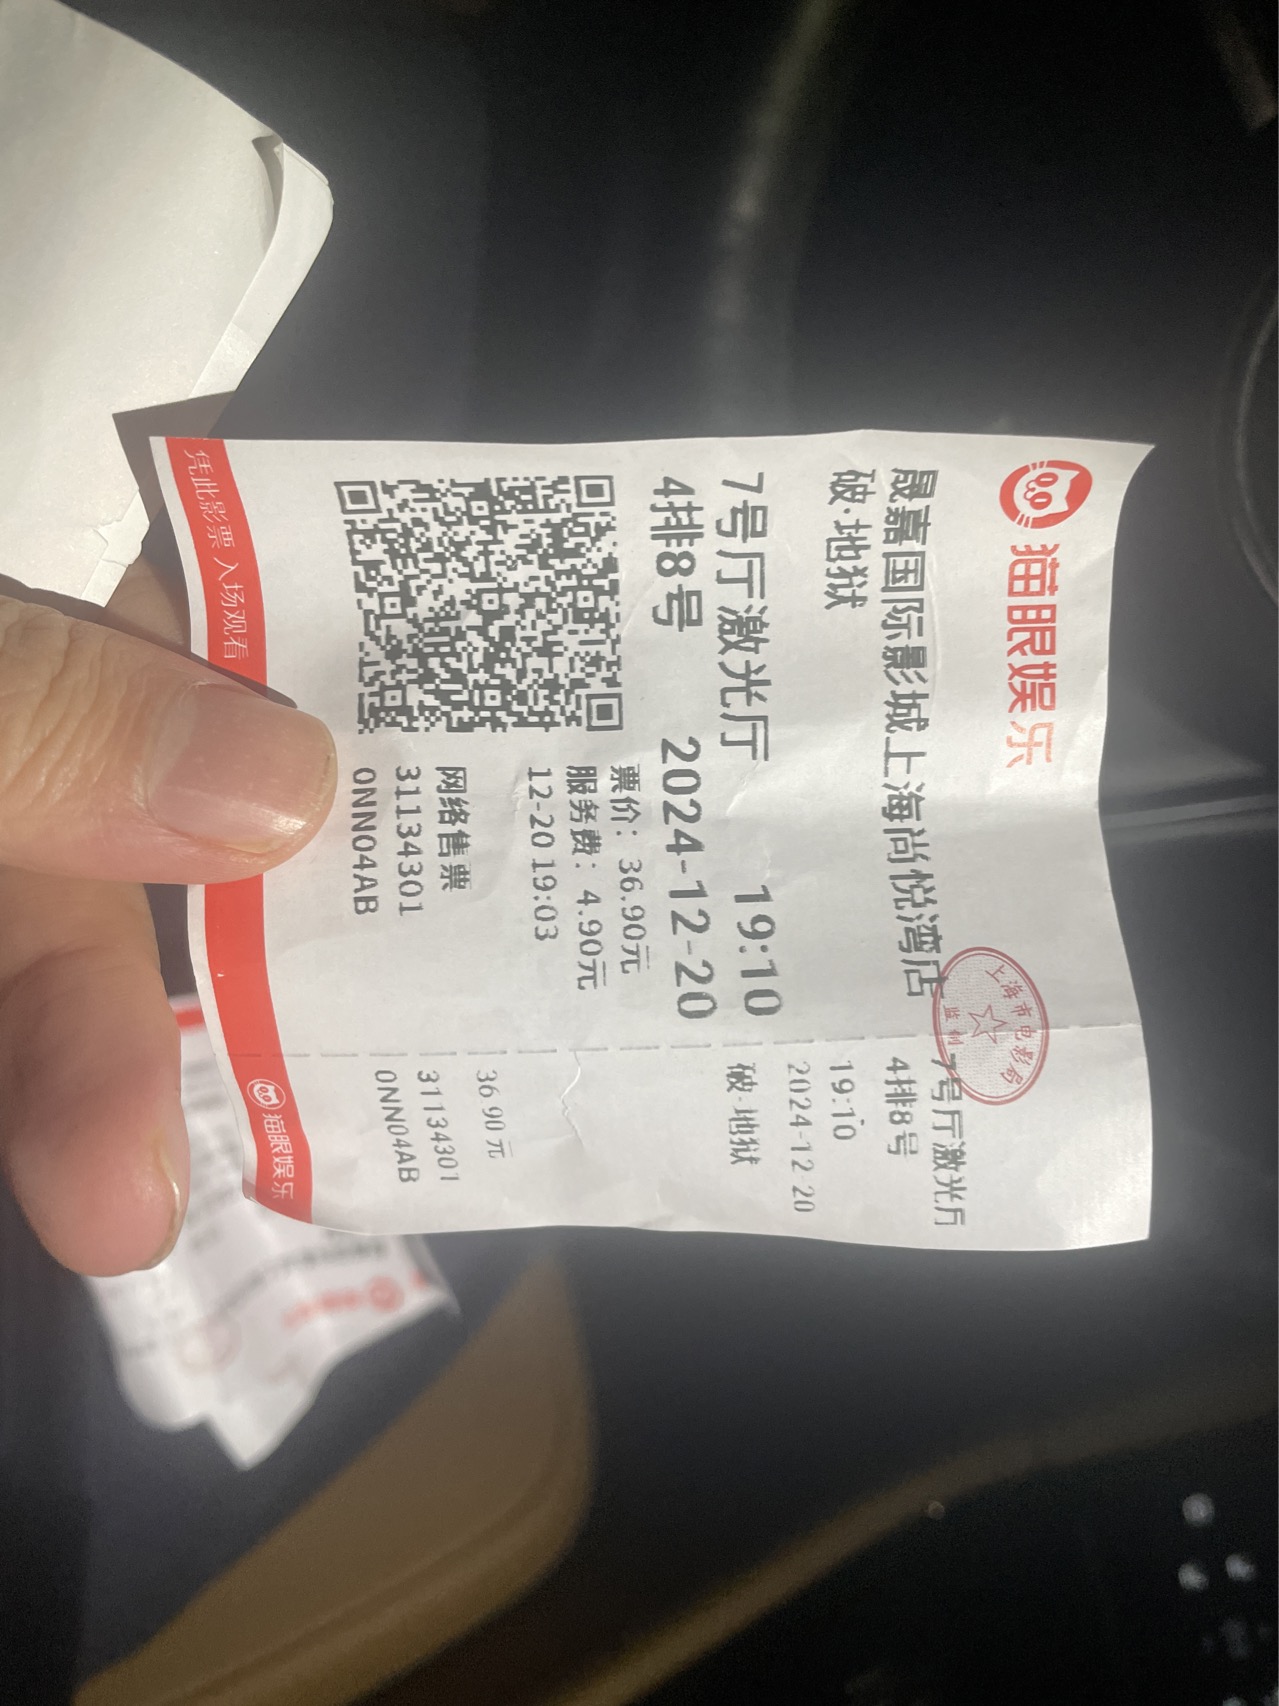 猫眼娱乐
晟嘉国际影城上海尚悦湾店
破·地狱
7号厅激光厅 19:10
4排8号 2024-12-20
票价：36.90元
服务费：4.90元
12-20 19:03
网络售票
31134301
0NN04AB
凭此影票 入场观看
上海市电影局
监制
7号厅激光厅
4排8号
19:10
2024-12-20
破·地狱
36.90元
31134301
0NN04AB
猫眼娱乐